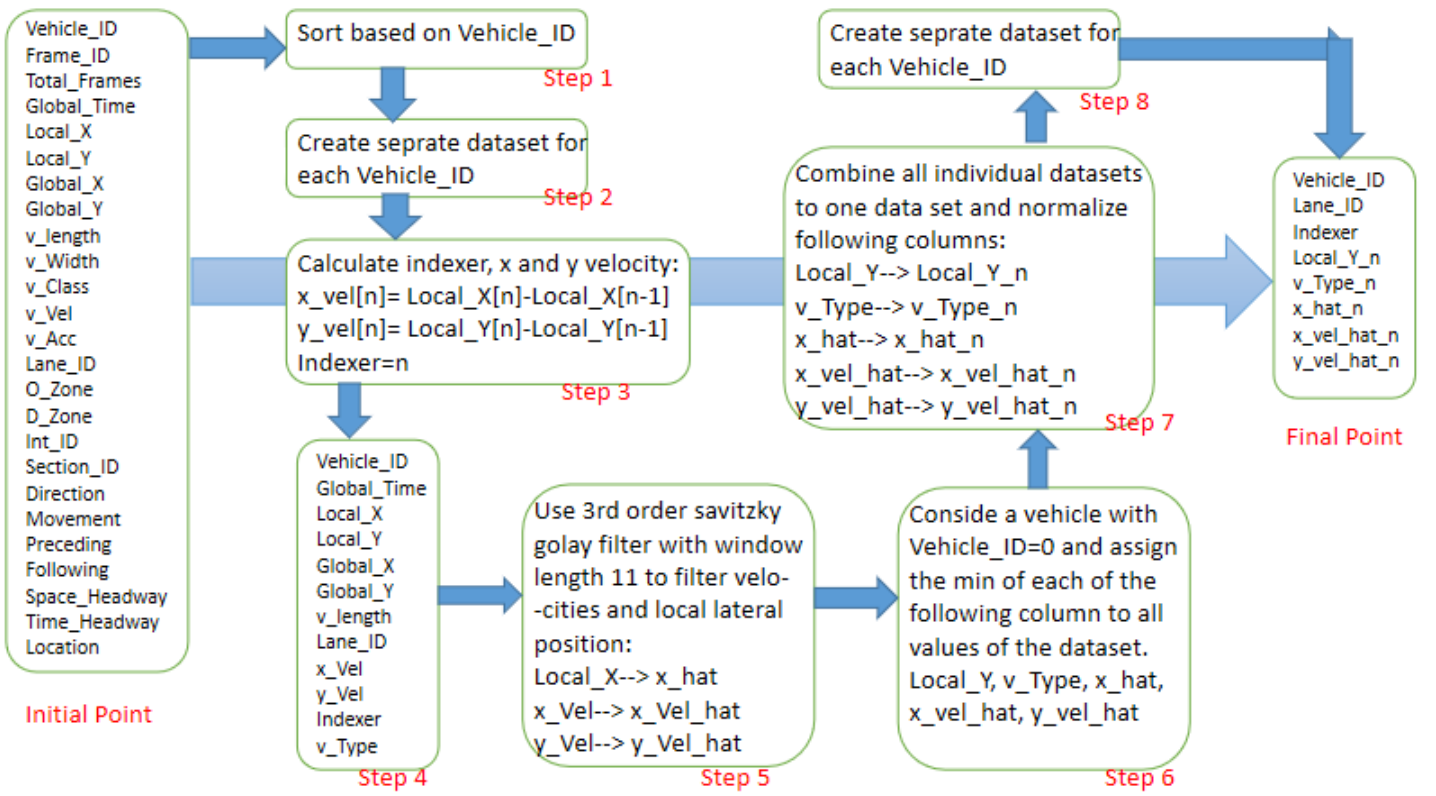 Vehicle_ID
Frame_ID
Total_Frames
Global_Time
Local_X
Local_Y
Global_X
Global_Y
v_length
v_Width
v_Class
v_Vel
v_Acc
Lane_ID
O_Zone
D_Zone
Int_ID
Section_ID
Direction
Movement
Preceding
Following
Space_Headway
Time_Headway
Location
Initial Point
Sort based on Vehicle_ID
Step 1
Create seprate dataset for
each Vehicle_ID
Step 2
Calculate indexer, x and y velocity:
x_vel[n]= Local_X[n]-Local_X[n-1]
y_vel[n]= Local_Y[n]-Local_Y[n-1]
Indexer=n
Step 3
Vehicle_ID
Global_Time
Local_X
Local_Y
Global_X
Global_Y
v_length
Lane_ID
x_Vel
y_Vel
Indexer
v_Type
Step 4
Use 3rd order savitzky
golay filter with window
length 11 to filter velo-
-cities and local lateral
position:
Local_X--> x_hat
x_Vel--> x_Vel_hat
y_Vel--> y_Vel_hat
Step 5
Conside a vehicle with
Vehicle_ID=0 and assign
the min of each of the
following column to all
values of the dataset.
Local_Y, v_Type, x_hat,
x_vel_hat, y_vel_hat
Step 6
Combine all individual datasets
to one data set and normalize
following columns:
Local_Y--> Local_Y_n
v_Type--> v_Type_n
x_hat--> x_hat_n
x_vel_hat--> x_vel_hat_n
y_vel_hat--> y_vel_hat_n
Step 7
Create seprate dataset for
each Vehicle_ID
Step 8
Vehicle_ID
Lane_ID
Indexer
Local_Y_n
v_Type_n
x_hat_n
x_vel_hat_n
y_vel_hat_n
Final Point